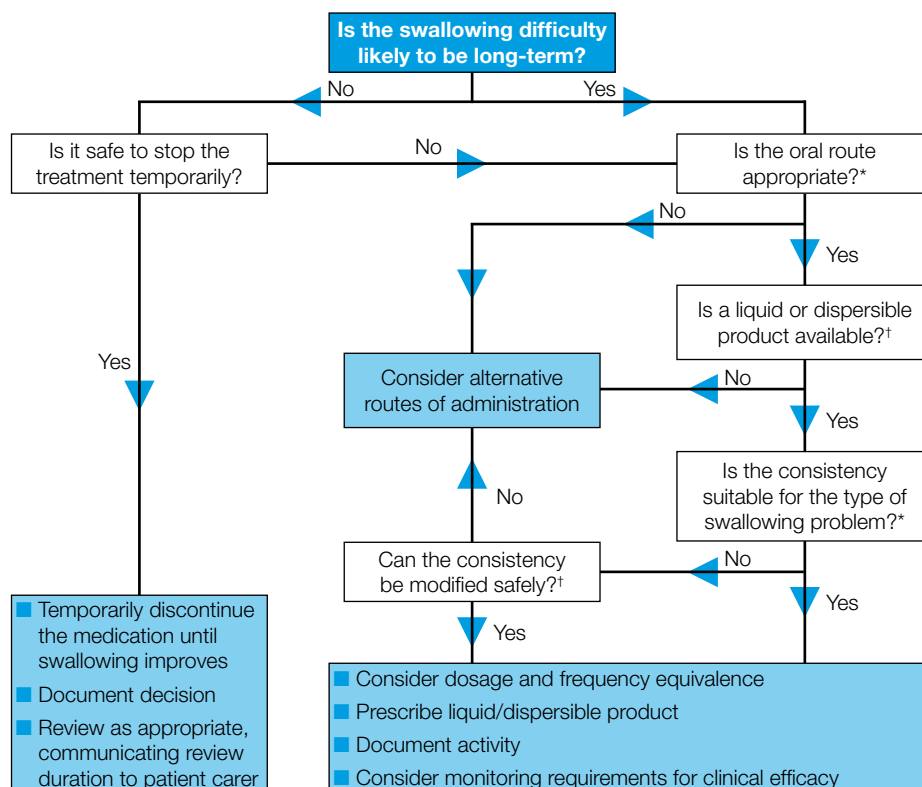 Is the swallowing difficulty
likely to be long-term?
No
Yes
Is it safe to stop the
treatment temporarily?
No
Is the oral route
appropriate?*
No
Yes
Is a liquid or dispersible
product available?†
Yes
Consider alternative
routes of administration
No
Yes
Is the consistency
suitable for the type of
swallowing problem?*
No
Can the consistency
be modified safely?†
No
Yes
Yes
Temporarily discontinue
the medication until
swallowing improves
Document decision
Review as appropriate,
communicating review
duration to patient carer
Consider dosage and frequency equivalence
Prescribe liquid/dispersible product
Document activity
Consider monitoring requirements for clinical efficacy